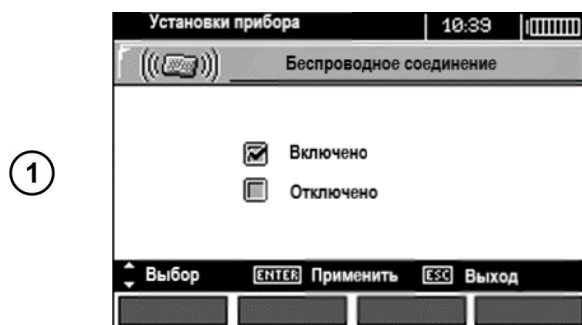 Установки прибора 10:39
Беспроводное соединение
1
Включено
Отключено
Выбор ENTER Применить ESC Выход